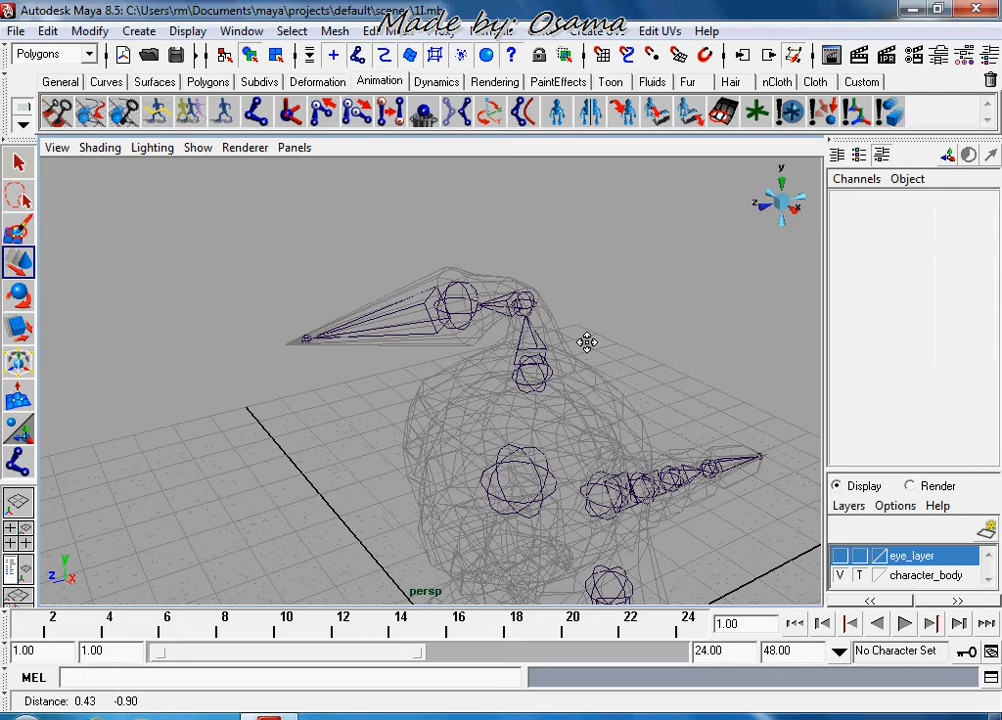 Autodesk Maya 8.5: C:\Users\rm\Documents\maya\projects\default\scene
1I.mb
Made by: Osama
File Edit Modify Create Display Window Select Mesh Edit UVs Help
Polygons
General Curves Surfaces Polygons Subdivs Deformation Animation Dynamics Rendering PaintEffects Toon Fluids Fur Hair nCloth Cloth Custom
View Shading Lighting Show Renderer Panels
IPR
Channels Object
y
z x
Display Render
Layers Options Help
eye_layer
V T character_body
<< >>
y
z x
persp
2 4 6 8 10 12 14 16 18 20 22 24
1.00
1.00 1.00 24.00 48.00 No Character Set
MEL
Distance: 0.43 -0.90